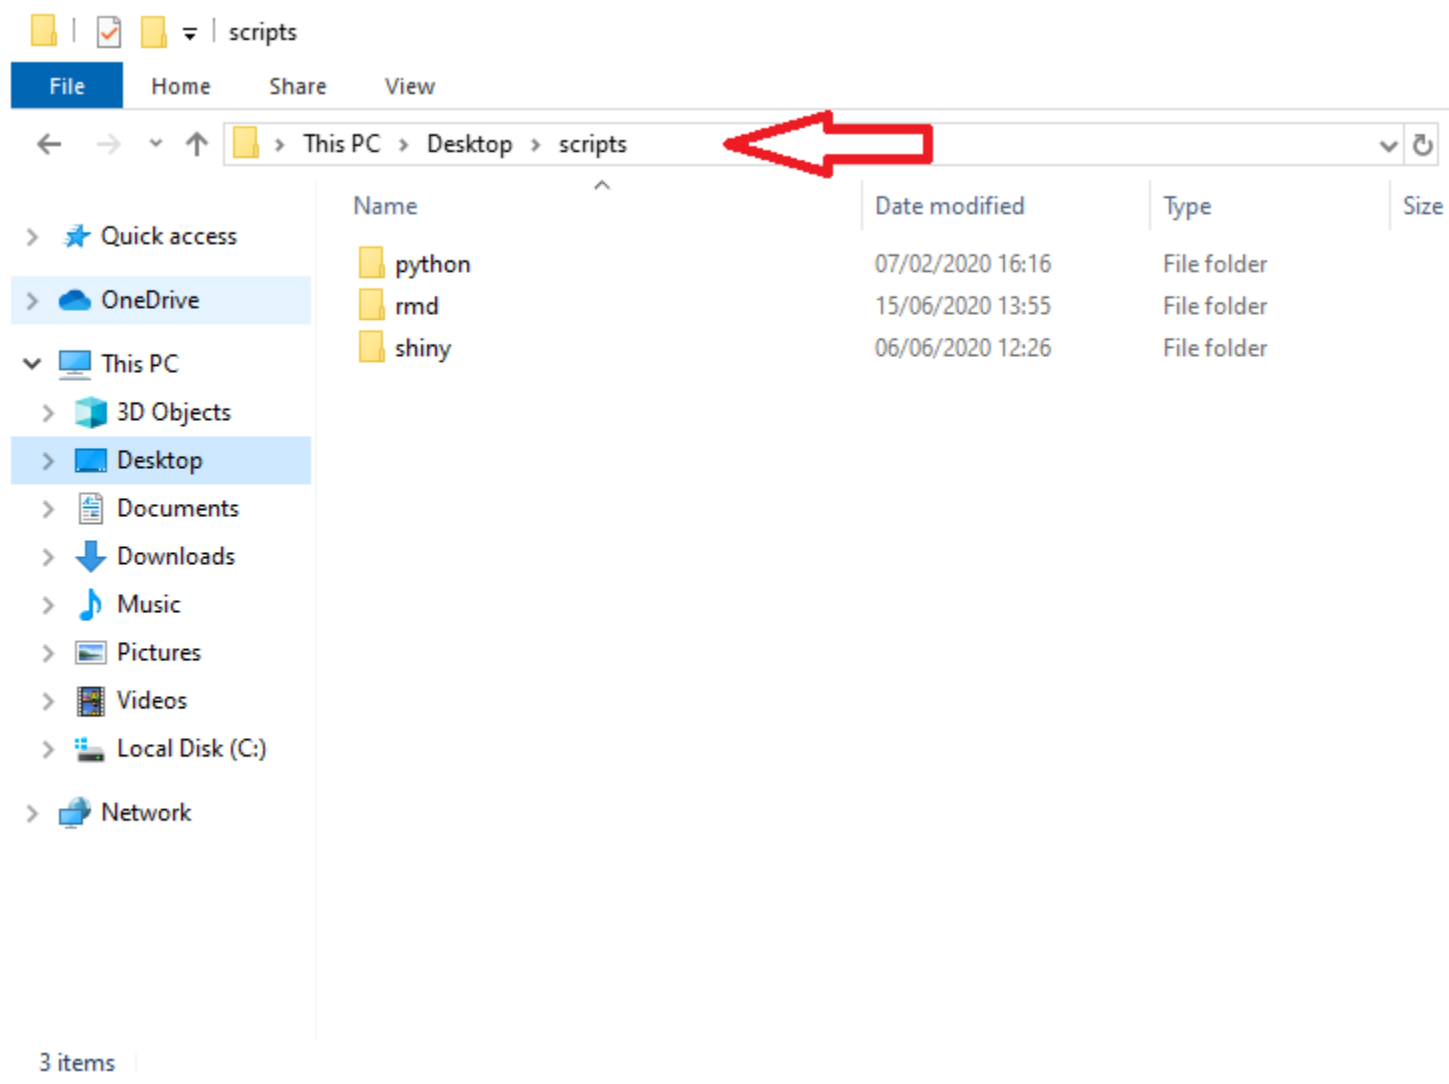 scripts
File Home Share View
This PC Desktop scripts
Name Date modified Type Size
Quick access
OneDrive
This PC
3D Objects
Desktop
Documents
Downloads
Music
Pictures
Videos
Local Disk (C:)
Network
python 07/02/2020 16:16 File folder
rmd 15/06/2020 13:55 File folder
shiny 06/06/2020 12:26 File folder
3 items